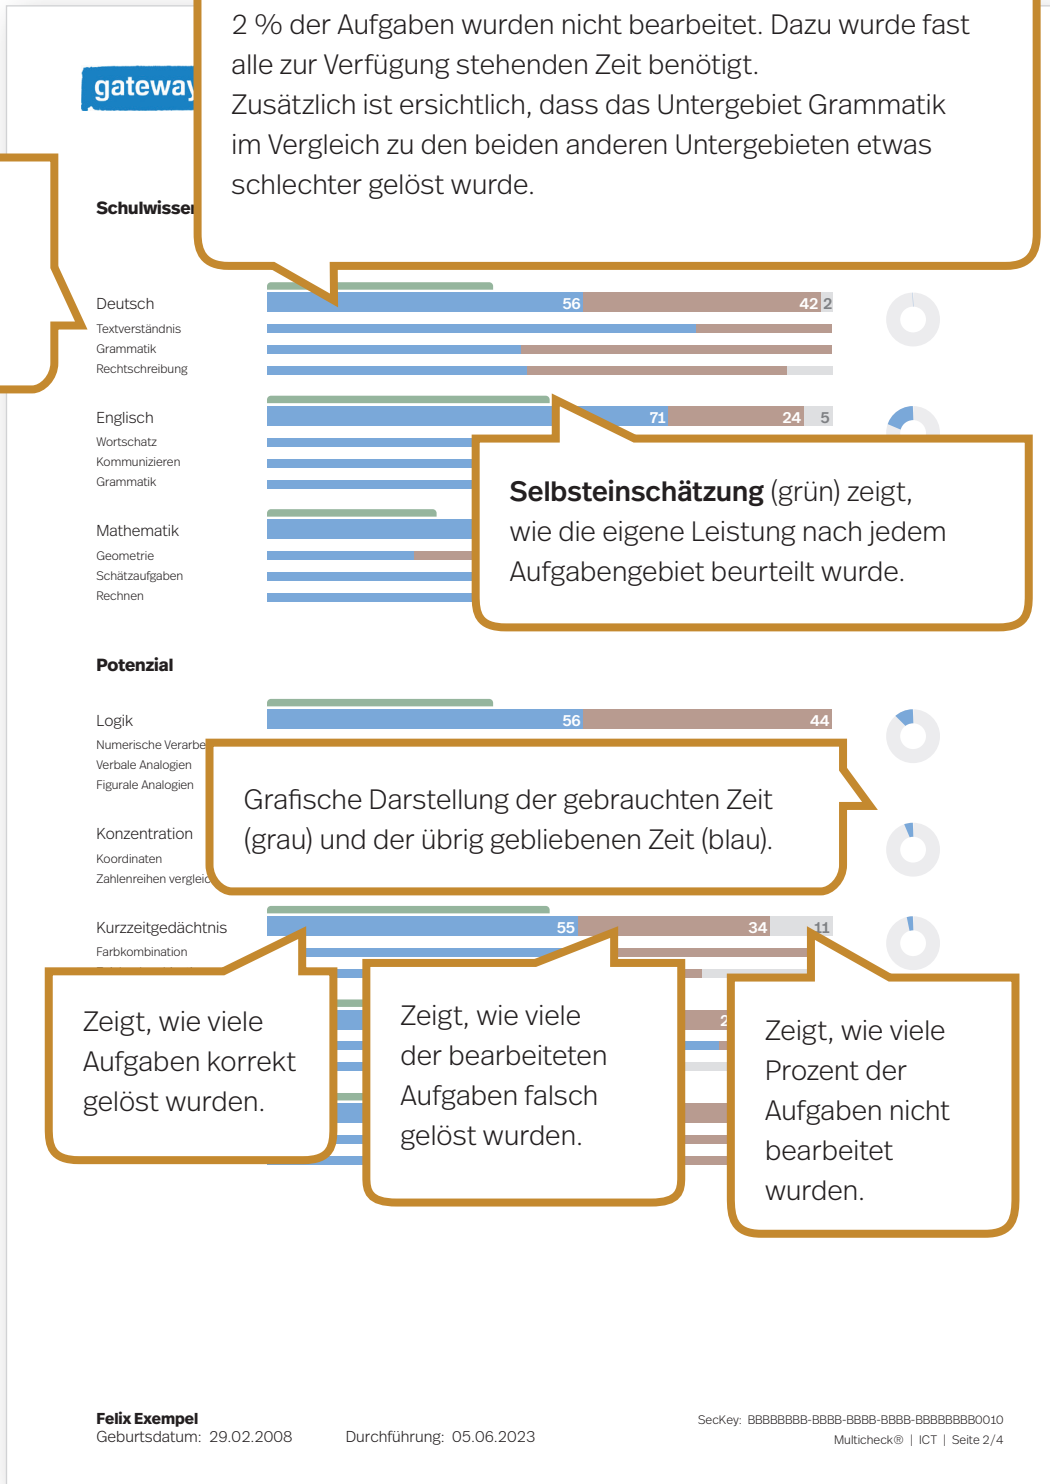 2 % der Aufgaben wurden nicht bearbeitet. Dazu wurde fast
alle zur Verfügung stehenden Zeit benötigt.
Zusätzlich ist ersichtlich, dass das Untergebiet Grammatik
im Vergleich zu den beiden anderen Untergebieten etwas
schlechter gelöst wurde.
gateway
Schulwissen
Deutsch 56 42 2
Textverständnis
Grammatik
Rechtschreibung
Englisch 71 24 5
Wortschatz
Kommunizieren
Grammatik
Selbsteinschätzung (grün) zeigt,
wie die eigene Leistung nach jedem
Aufgabengebiet beurteilt wurde.
Mathematik
Geometrie
Schätzaufgaben
Rechnen
Potenzial
Logik 56 44
Numerische Verarbe
Verbale Analogien
Figurale Analogien
Grafische Darstellung der gebrauchten Zeit
(grau) und der übrig gebliebenen Zeit (blau).
Konzentration
Koordinaten
Zahlenreihen vergleic
Kurzzeitgedächtnis 55 34 11
Farbkombination
2
Zeigt, wie viele
Aufgaben korrekt
gelöst wurden.
Zeigt, wie viele
der bearbeiteten
Aufgaben falsch
gelöst wurden.
Zeigt, wie viele
Prozent der
Aufgaben nicht
bearbeitet
wurden.
Felix Exempel
Geburtsdatum: 29.02.2008 Durchführung: 05.06.2023
SecKey: BBBBBBBB-BBBB-BBBB-BBBB-BBBBBBBB0010
Multicheck® | ICT | Seite 2/4